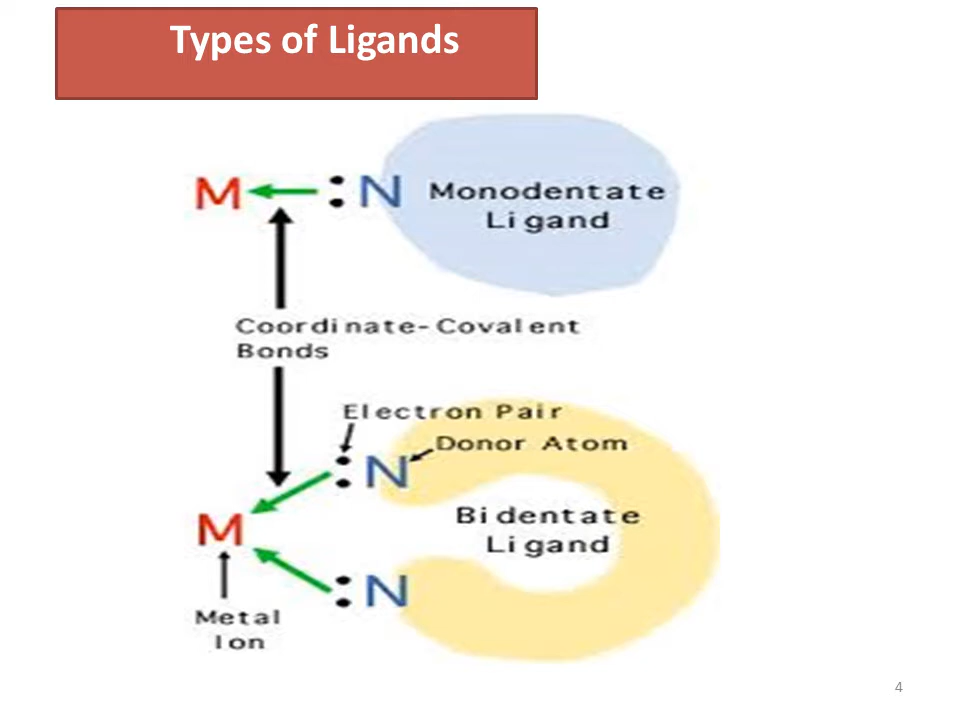 Types of Ligands
M
:N
Monodentate
Ligand
Coordinate-Covalent
Bonds
Electron Pair
Donor Atom
:N
M
Bidentate
Ligand
:N
Metal
Ion
4